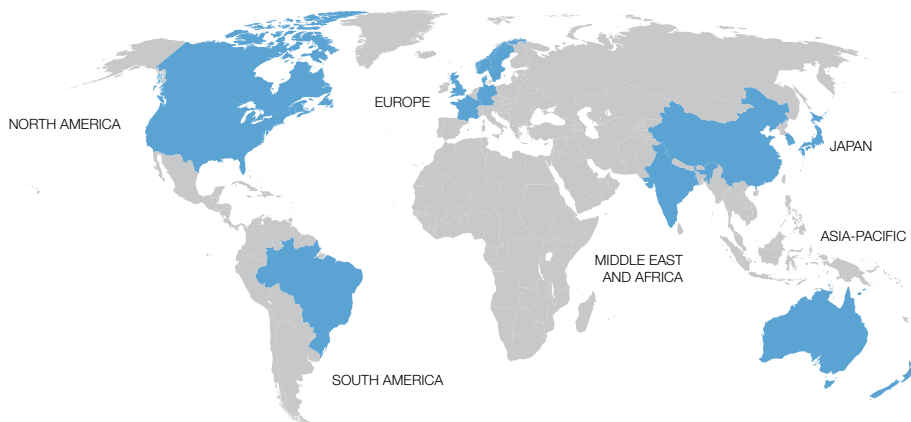 NORTH AMERICA
EUROPE
JAPAN
ASIA-PACIFIC
MIDDLE EAST
AND AFRICA
SOUTH AMERICA